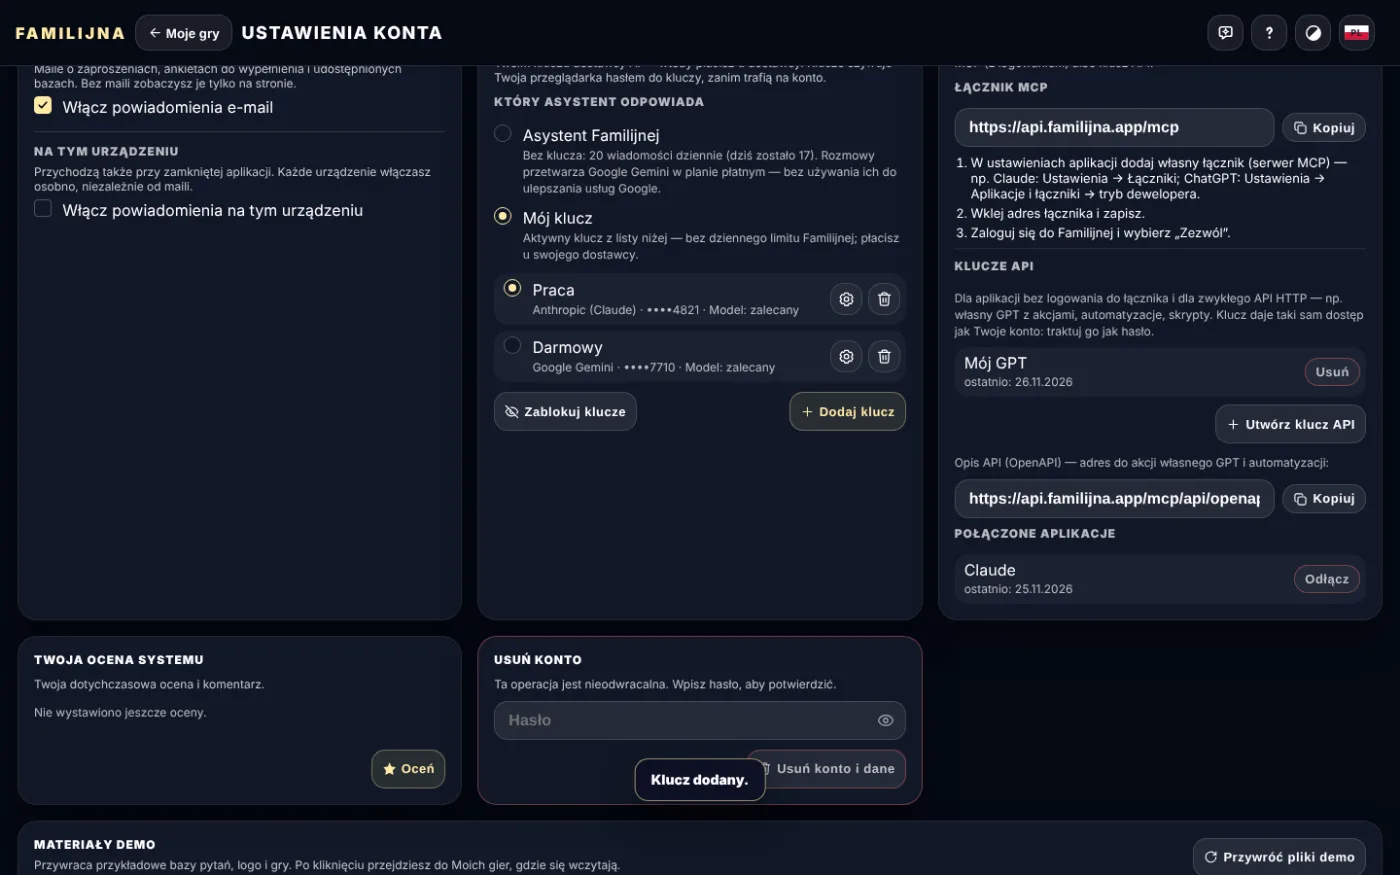 FAMILIJNA
← Moje gry
USTAWIENIA KONTA
?
PL
Maile o zaproszeniach, ankietach do wypełnienia i udostępnionych
bazach. Bez maili zobaczysz je tylko na stronie.
Włącz powiadomienia e-mail
NA TYM URZĄDZENIU
Przychodzą także przy zamkniętej aplikacji. Każde urządzenie włączasz
osobno, niezależnie od maili.
Włącz powiadomienia na tym urządzeniu
Twoja przeglądarka hasłem do kluczy, zanim trafią na konto.
KTÓRY ASYSTENT ODPOWIADA
Asystent Familijnej
Bez klucza: 20 wiadomości dziennie (dziś zostało 17). Rozmowy
przetwarza Google Gemini w planie płatnym — bez używania ich do
ulepszania usług Google.
Mój klucz
Aktywny klucz z listy niżej — bez dziennego limitu Familijnej; płacisz
u swojego dostawcy.
Praca
Anthropic (Claude) · ••••4821 · Model: zalecany
Darmowy
Google Gemini · ••••7710 · Model: zalecany
Zablokuj klucze
+ Dodaj klucz
ŁĄCZNIK MCP
https://api.familijna.app/mcp
Kopiuj
1. W ustawieniach aplikacji dodaj własny łącznik (serwer MCP) —
np. Claude: Ustawienia → Łączniki; ChatGPT: Ustawienia →
Aplikacje i łączniki → tryb dewelopera.
2. Wklej adres łącznika i zapisz.
3. Zaloguj się do Familijnej i wybierz „Zezwól”.
KLUCZE API
Dla aplikacji bez logowania do łącznika i dla zwykłego API HTTP — np.
własny GPT z akcjami, automatyzacje, skrypty. Klucz daje taki sam dostęp
jak Twoje konto: traktuj go jak hasło.
Mój GPT
ostatnio: 26.11.2026
Usuń
+ Utwórz klucz API
Opis API (OpenAPI) — adres do akcji własnego GPT i automatyzacji:
https://api.familijna.app/mcp/api/openap
Kopiuj
POŁĄCZONE APLIKACJE
Claude
ostatnio: 25.11.2026
Odłącz
TWOJA OCENA SYSTEMU
Twoja dotychczasowa ocena i komentarz.
Nie wystawiono jeszcze oceny.
Oceń
USUŃ KONTO
Ta operacja jest nieodwracalna. Wpisz hasło, aby potwierdzić.
Hasło
Usuń konto i dane
Klucz dodany.
MATERIAŁY DEMO
Przywraca przykładowe bazy pytań, logo i gry. Po kliknięciu przejdziesz do Moich gier, gdzie się wczytają.
Przywróć pliki demo